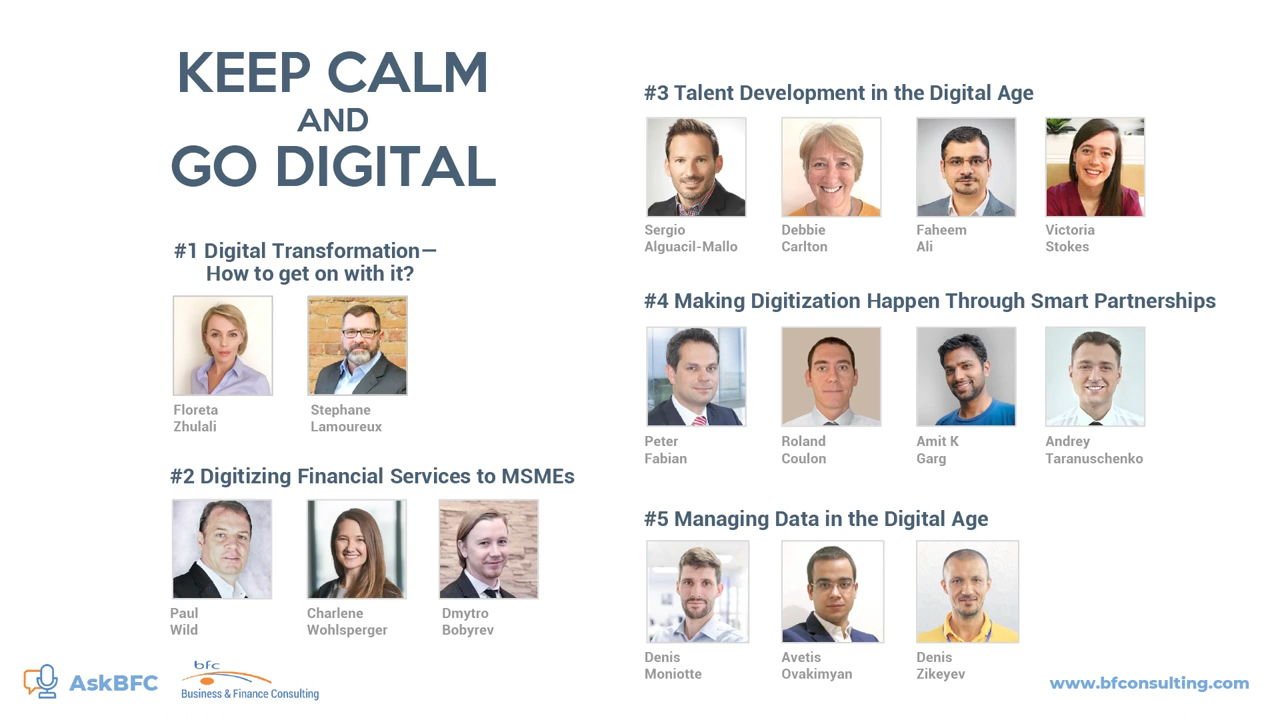 KEEP CALM
AND
GO DIGITAL
#1 Digital Transformation—
How to get on with it?
Floreta
Zhulali
Stephane
Lamoureux
#2 Digitizing Financial Services to MSMEs
Paul
Wild
Charlene
Wohlsperger
Dmytro
Bobyrev
#3 Talent Development in the Digital Age
Sergio
Alguacil-Mallo
Debbie
Carlton
Faheem
Ali
Victoria
Stokes
#4 Making Digitization Happen Through Smart Partnerships
Peter
Fabian
Roland
Coulon
Amit K
Garg
Andrey
Taranuschenko
#5 Managing Data in the Digital Age
Denis
Moniotte
Avetis
Ovakimyan
Denis
Zikeyev
AskBFC
bfc
Business & Finance Consulting
www.bfconsulting.com